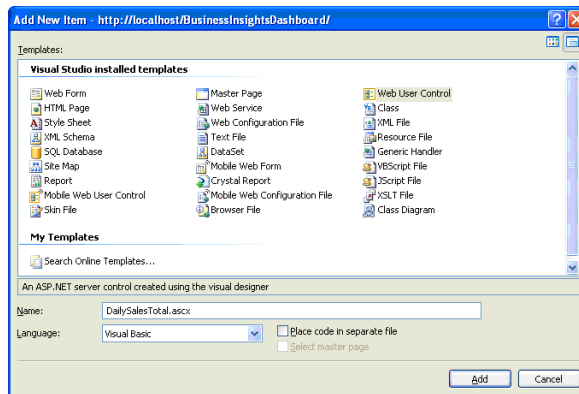 Add New Item - http://localhost/BusinessInsightsDashboard/
Templates:
Visual Studio installed templates
Web Form Master Page Web User Control
HTML Page Web Service Class
Style Sheet Web Configuration File XML File
XML Schema Text File Resource File
SQL Database DataSet Generic Handler
Site Map Mobile Web Form VBScript File
Report Crystal Report JScript File
Mobile Web User Control Mobile Web Configuration File XSLT File
Skin File Browser File Class Diagram
My Templates
Search Online Templates...
An ASP.NET server control created using the visual designer
Name: DailySalesTotal.ascx
Language: Visual Basic Place code in separate file
Select master page
Add Cancel